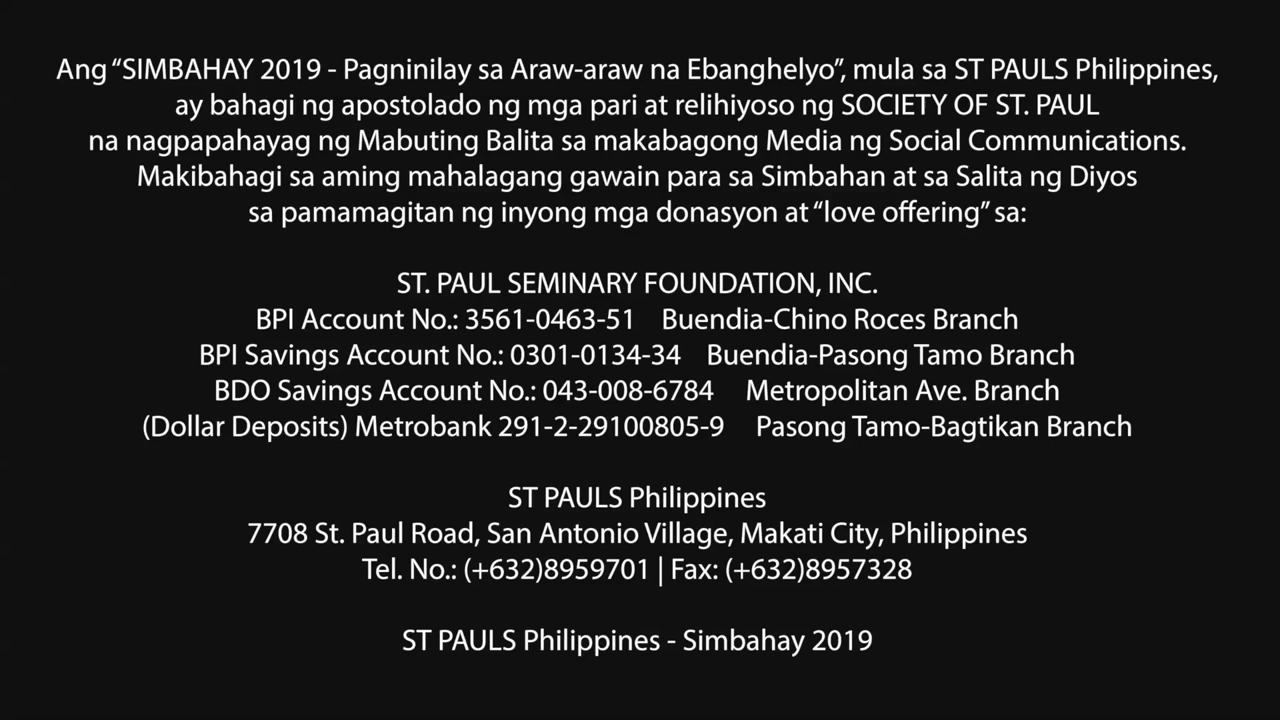 Ang “SIMBAHAY 2019 - Pagninilay sa Araw-araw na Ebanghelyo”, mula sa ST PAULS Philippines,
ay bahagi ng apostolado ng mga pari at relihiyoso ng SOCIETY OF ST. PAUL
na nagpapahayag ng Mabuting Balita sa makabagong Media ng Social Communications.
Makibahagi sa aming mahalagang gawain para sa Simbahan at sa Salita ng Diyos
sa pamamagitan ng inyong mga donasyon at “love offering” sa:
ST. PAUL SEMINARY FOUNDATION, INC.
BPI Account No.: 3561-0463-51 Buendia-Chino Roces Branch
BPI Savings Account No.: 0301-0134-34 Buendia-Pasong Tamo Branch
BDO Savings Account No.: 043-008-6784 Metropolitan Ave. Branch
(Dollar Deposits) Metrobank 291-2-29100805-9 Pasong Tamo-Bagtikan Branch
ST PAULS Philippines
7708 St. Paul Road, San Antonio Village, Makati City, Philippines
Tel. No.: (+632)8959701 | Fax: (+632)8957328
ST PAULS Philippines - Simbahay 2019